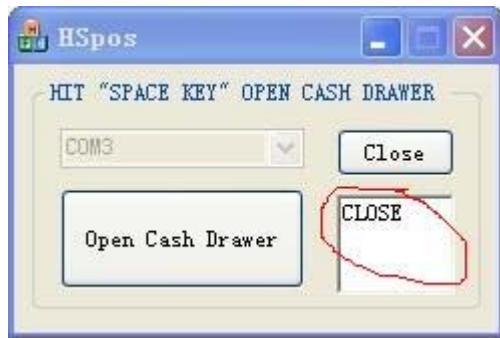 HSpos
HIT “SPACE KEY” OPEN CASH DRAWER
COM3
Close
Open Cash Drawer
CLOSE